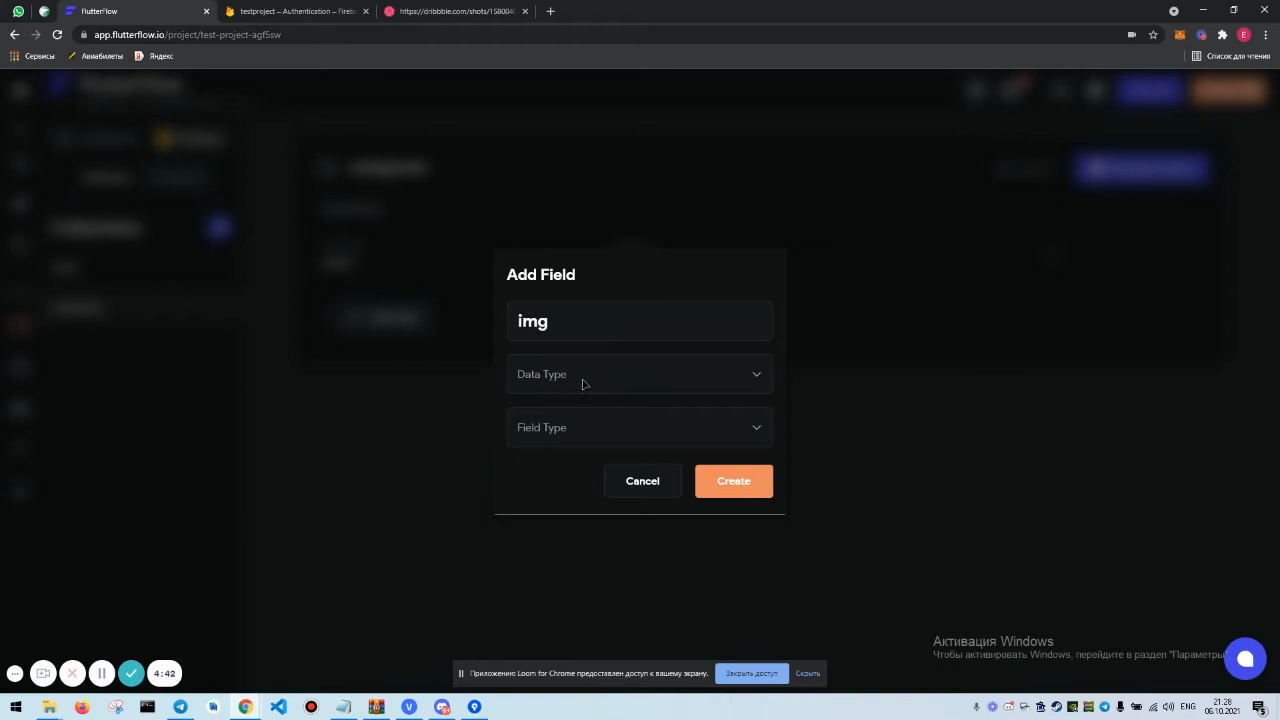 FlutterFlow
testproject – Authentication – Fireb
https://dribbble.com/shots/158004
app.flutterflow.io/project/test-project-agf5sw
Сервисы
Авиалинии
Яндекс
Список для чтения
Add Field
img
Data Type
Field Type
Cancel
Create
Активация Windows
Чтобы активировать Windows, перейдите в раздел "Параметры
4:42
Приложению Loom for Chrome предоставлен доступ к вашему экрану.
Закрыть доступ
Скрыть
ENG
21:28
06.10.2021